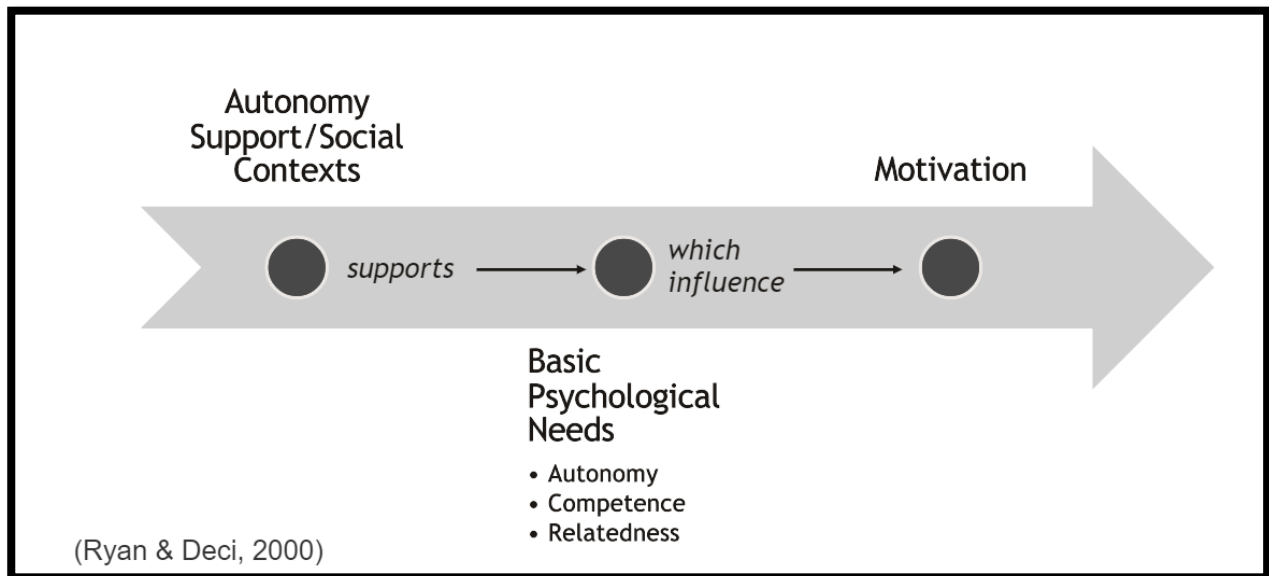 Autonomy
Support/Social
Contexts
Motivation
supports
which
influence
Basic
Psychological
Needs
• Autonomy
• Competence
• Relatedness
(Ryan & Deci, 2000)